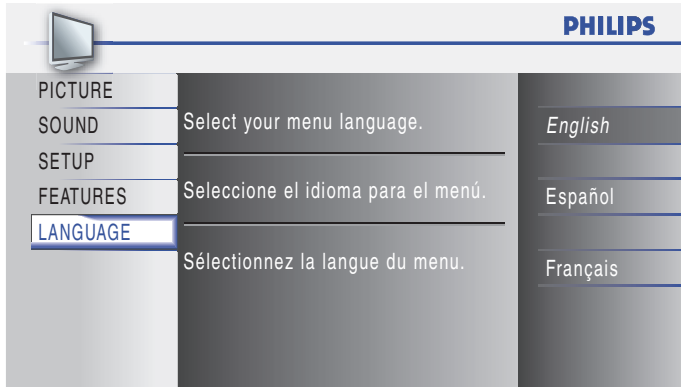 PHILIPS
PICTURE
SOUND
SETUP
FEATURES
LANGUAGE
Select your menu language.
Seleccione el idioma para el menú.
Sélectionnez la langue du menu.
English
Español
Français